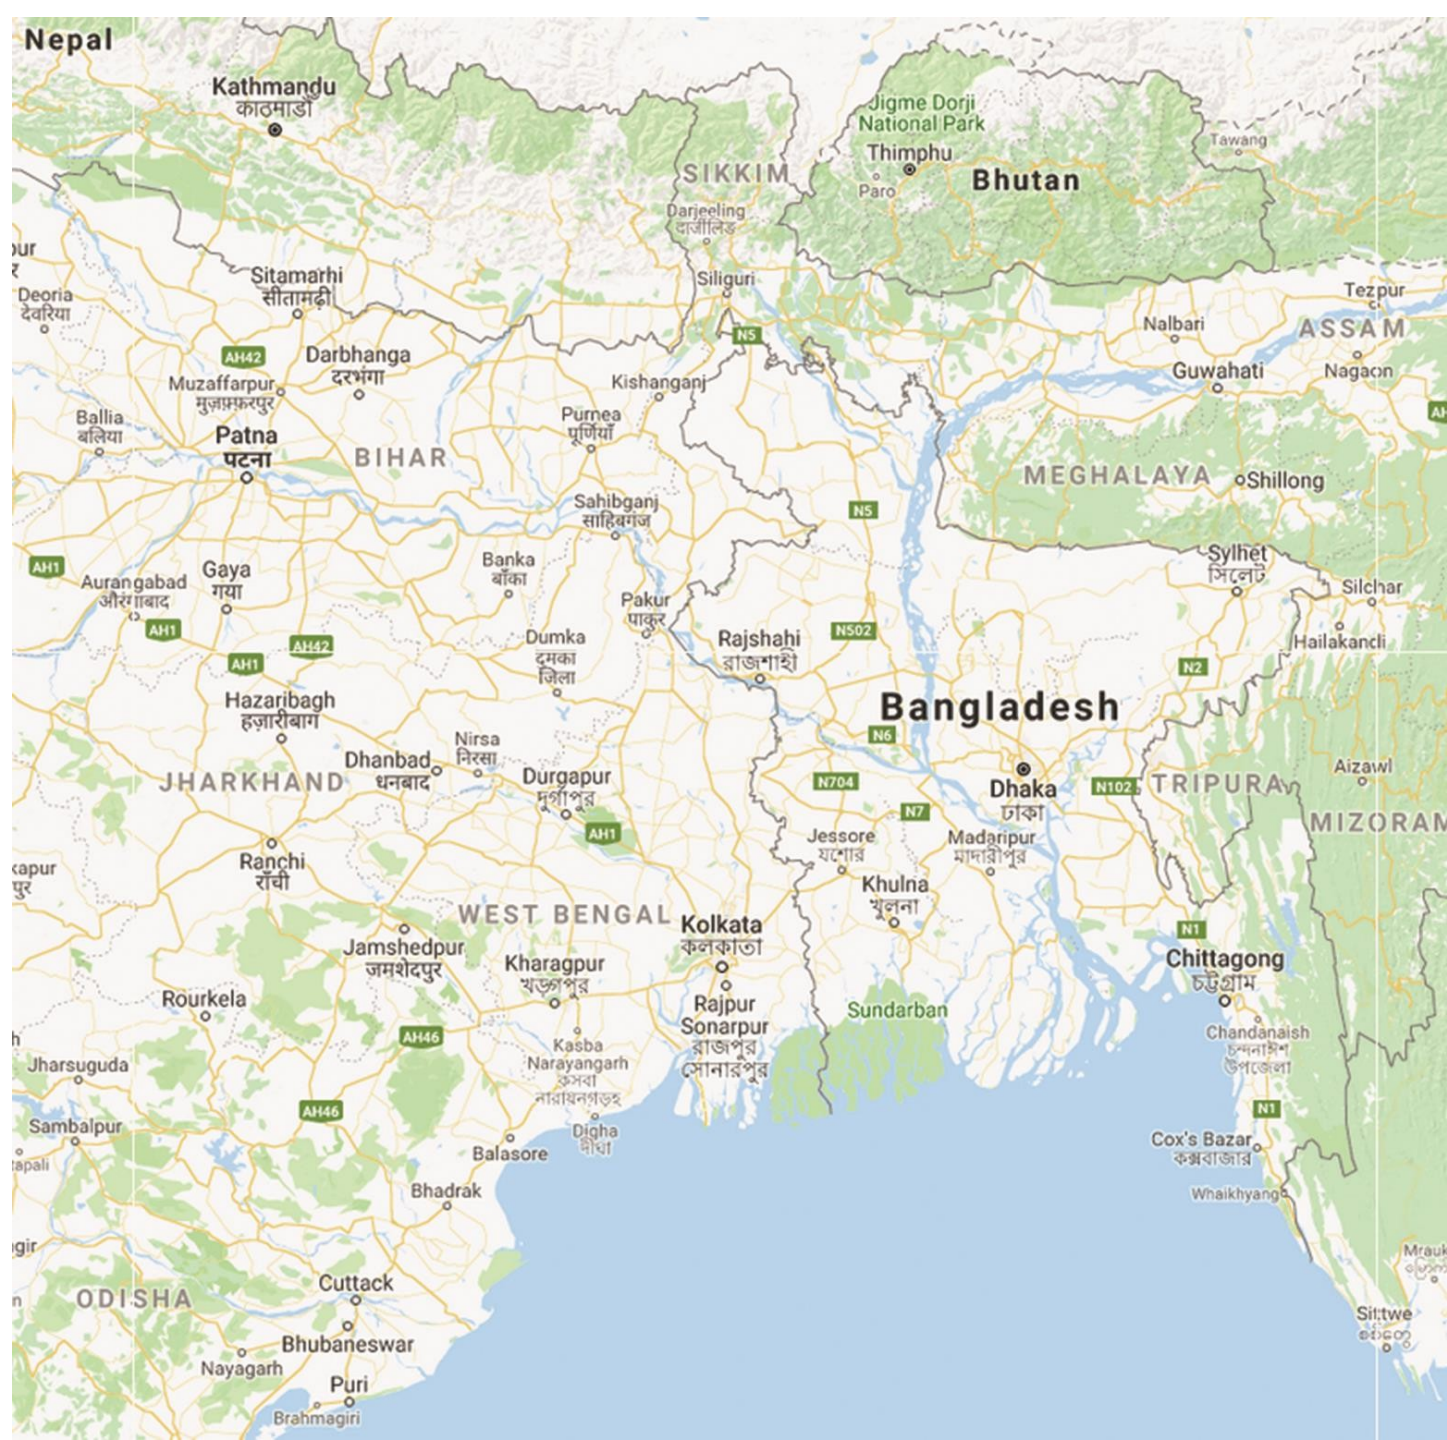 Nepal
Kathmandu
काठमाडौं
Jigme Dorji
National Park
Thimphu
Paro
Bhutan
Tawang
SIKKIM
Darjeeling
दार्जीलिङ
Siliguri
Sitamarhi
सीतामढ़ी
Deoria
देवरिया
Tezpur
ASSAM
Nalbari
Guwahati
Nagaon
N5
AH42
Darbhanga
दरभंगा
Muzaffarpur
मुज़फ़्फ़रपुर
Kishanganj
Purnea
पूर्णियाँ
Ballia
बलिया
Patna
पटना
BIHAR
MEGHALAYA
Shillong
Sahibganj
साहिबगंज
N5
Sylhet
সিলেট
Silchar
Hailakandi
AH1
Aurangabad
औरंगाबाद
Gaya
गया
Banka
बाँका
Pakur
पाकुर
AH1
AH42
AH1
Dumka
दुमका
जिला
Rajshahi
রাজশাহী
N502
N2
Hazaribagh
हज़ारीबाग
Bangladesh
N6
Dhanbad
धनबाद
Nirsa
निरसा
JHARKHAND
Durgapur
দুর্গাপুর
N704
Dhaka
ঢাকা
N102
TRIPURA
Aizawl
MIZORAM
AH1
N7
Jessore
যশোর
Madaripur
মাদারীপুর
Ranchi
राँची
Khulna
খুলনা
WEST BENGAL
Kolkata
কলকাতা
N1
Chittagong
চট্টগ্রাম
Jamshedpur
जमशेदपुर
Kharagpur
খড়্গপুর
Rourkela
Rajpur
Sonarpur
রাজপুর
সোনারপুর
Sundarban
AH46
Kasba
Narayangarh
কসবা
নারায়নগড়হ
Chandanaish
চন্দনাঈশ
উপজেলা
Jharsuguda
AH46
N1
Sambalpur
Digha
দীঘা
Balasore
Cox's Bazar
কক্সবাজার
Bhadrak
Whaikhyang
Cuttack
ODISHA
Bhubaneswar
Nayagarh
Puri
Brahmagiri
Sittwe